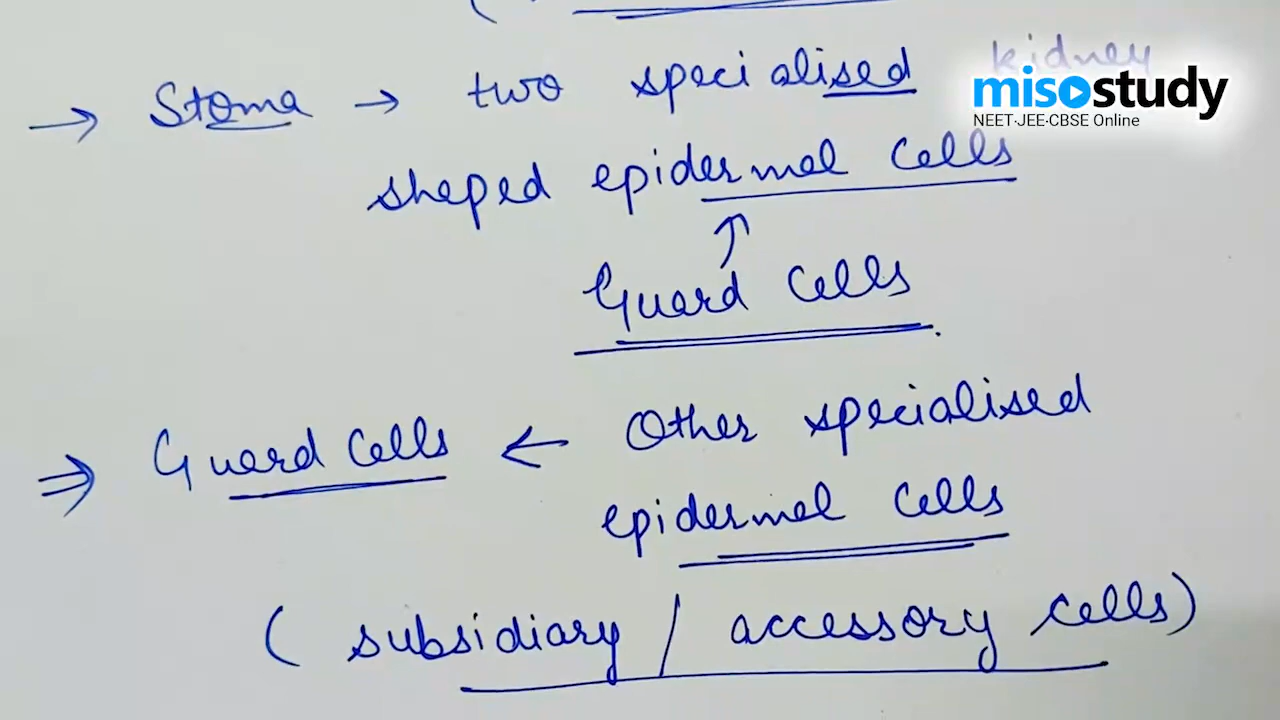 (
→ Stoma → two specialised kidney
misostudy
NEET·JEE·CBSE Online
shaped epidermal cells
↑
Guard cells
⇒ Guard cells ← Other specialised
epidermal cells
( subsidiary / accessory cells)